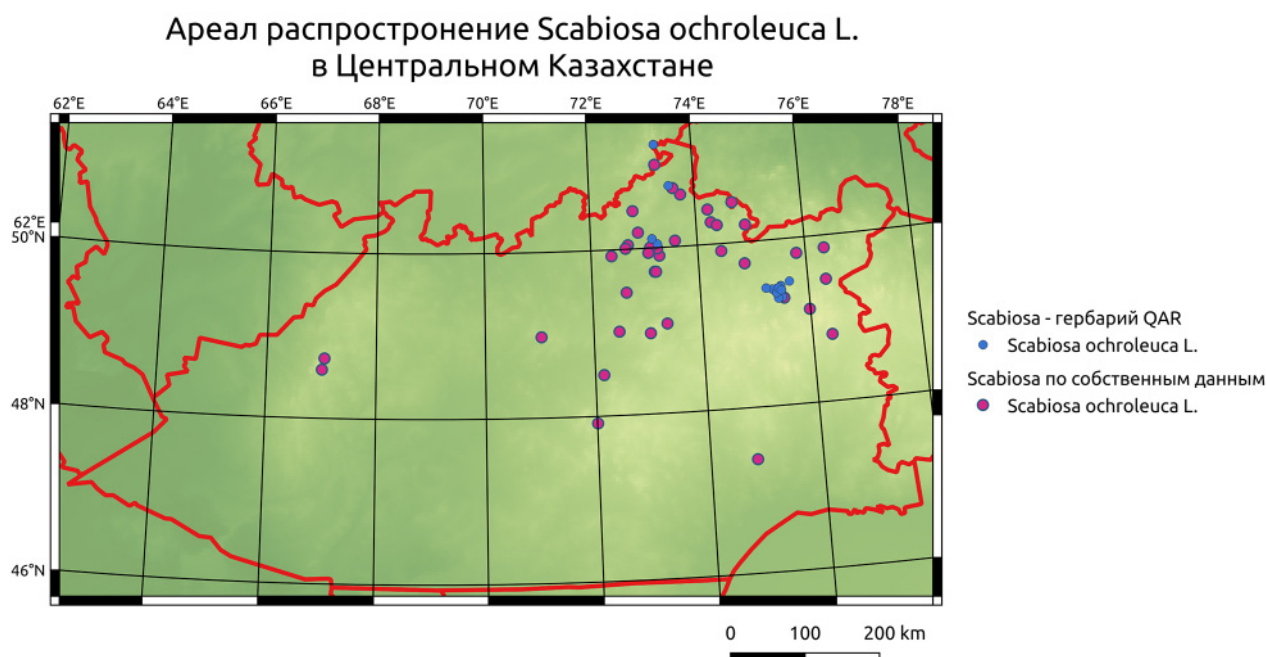 Ареал распростронение Scabiosa ochroleuca L.
в Центральном Казахстане
62°E 64°E 66°E 68°E 70°E 72°E 74°E 76°E 78°E
62°E
50°N
48°N
46°N
Scabiosa - гербарий QAR
Scabiosa ochroleuca L.
Scabiosa по собственным данным
Scabiosa ochroleuca L.
0 100 200 km